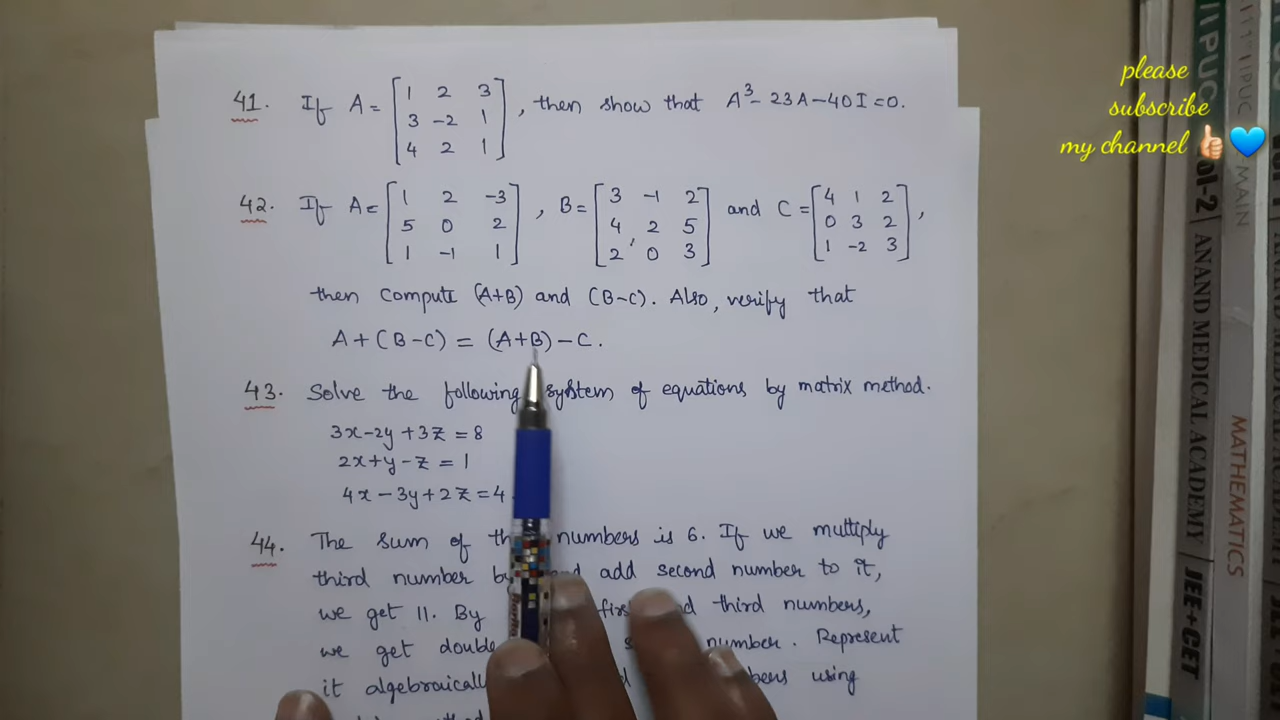 41. If A = [1 2 3
3 -2 1
4 2 1], then show that A³- 23A-40I=0.
42. If A= [1 2 -3
5 0 2
1 -1 1], B= [3 -1 2
4 2 5
2 0 3] and C = [4 1 2
0 3 2
1 -2 3],
then compute (A+B) and (B-C). Also, verify that
A+(B-C) = (A+B)-C.
43. Solve the following system of equations by matrix method.
3x-2y+3z = 8
2x+y-z = 1
4x-3y+2z=4
44. The sum of numbers is 6. If we multiply
third number add second number to it,
we get 11. By third numbers,
we get double number. Represent
it algebraically using
please
subscribe
my channel 👍🏻💙
ANAND MEDICAL ACADEMY
JEE+CET
MATHEMATICS
MAIN